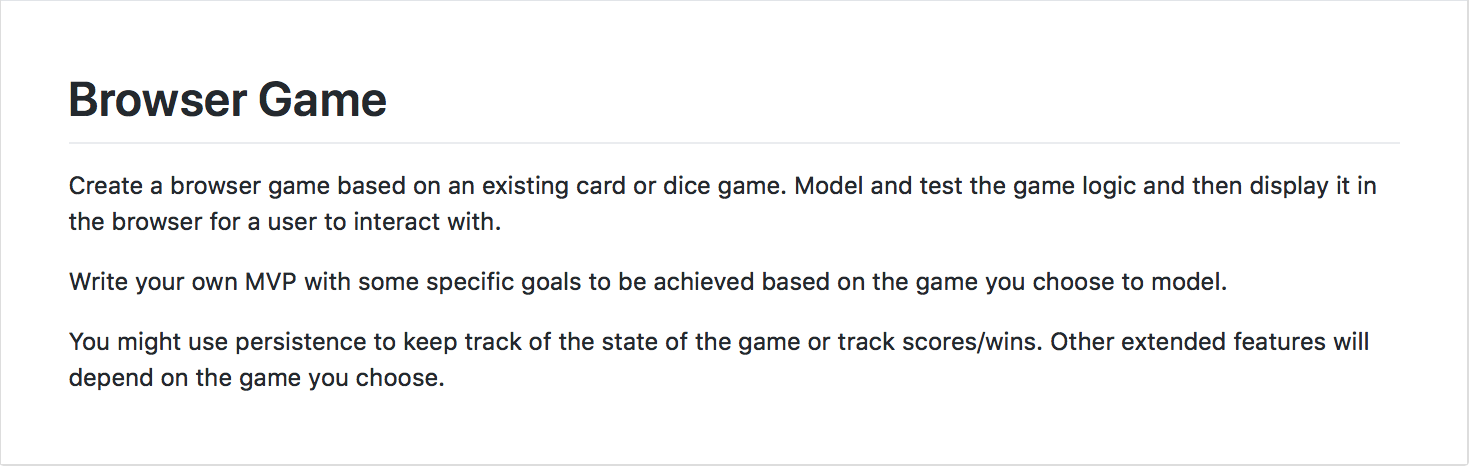 Browser Game
Create a browser game based on an existing card or dice game. Model and test the game logic and then display it in
the browser for a user to interact with.
Write your own MVP with some specific goals to be achieved based on the game you choose to model.
You might use persistence to keep track of the state of the game or track scores/wins. Other extended features will
depend on the game you choose.